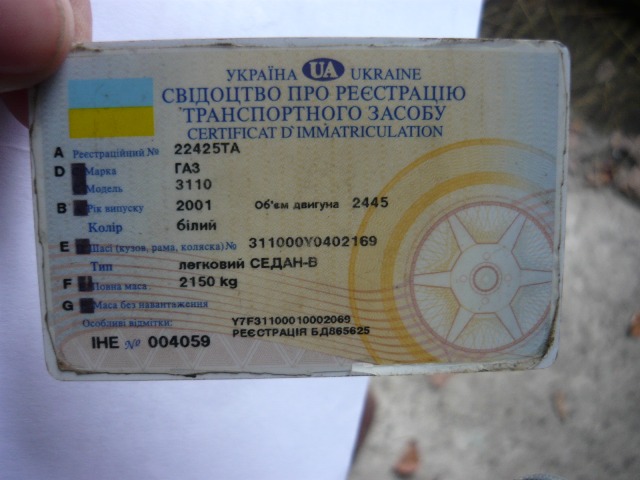 УКРАЇНА UA UKRAINE
СВІДОЦТВО ПРО РЕЄСТРАЦІЮ
ТРАНСПОРТНОГО ЗАСОБУ
CERTIFICAT D'IMMATRICULATION
A Реєстраційний № 22425ТА
D Марка ГАЗ
Модель 3110
B Рік випуску 2001 Об'єм двигуна 2445
Колір білий
E Шасі (кузов, рама, коляска) № 311000Y0402169
Тип легковий СЕДАН-В
F Повна маса 2150 kg
G Маса без навантаження
Особливі відмітки: Y7F31100010002069
РЕЄСТРАЦІЯ БД865625
ІНЕ № 004059